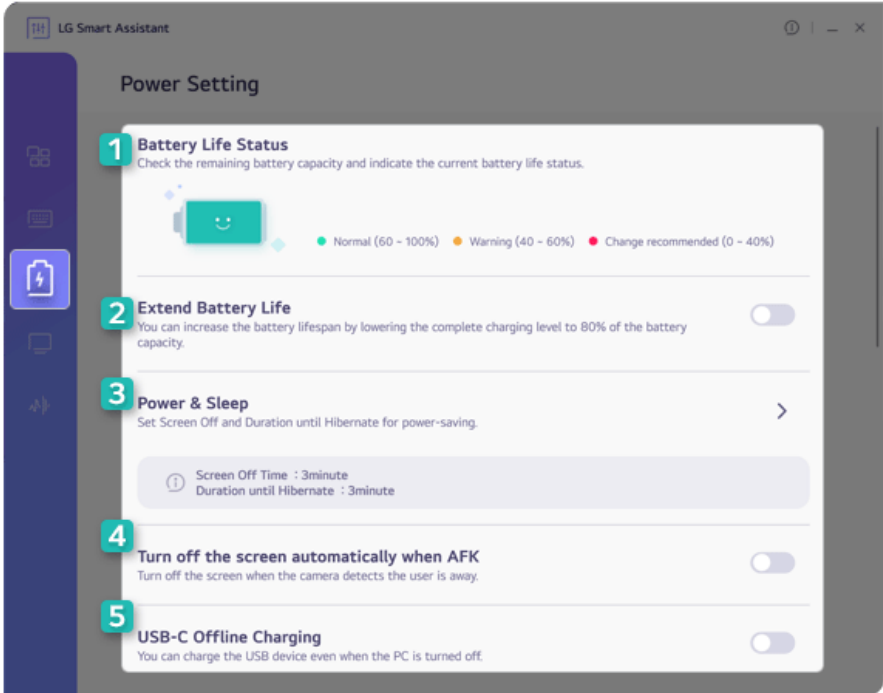 LG Smart Assistant
Power Setting
1
Battery Life Status
Check the remaining battery capacity and indicate the current battery life status.
Normal (60 ~ 100%) Warning (40 ~ 60%) Change recommended (0 ~ 40%)
2
Extend Battery Life
You can increase the battery lifespan by lowering the complete charging level to 80% of the battery
capacity.
3
Power & Sleep
Set Screen Off and Duration until Hibernate for power-saving.
Screen Off Time : 3minute
Duration until Hibernate : 3minute
4
Turn off the screen automatically when AFK
Turn off the screen when the camera detects the user is away.
5
USB-C Offline Charging
You can charge the USB device even when the PC is turned off.